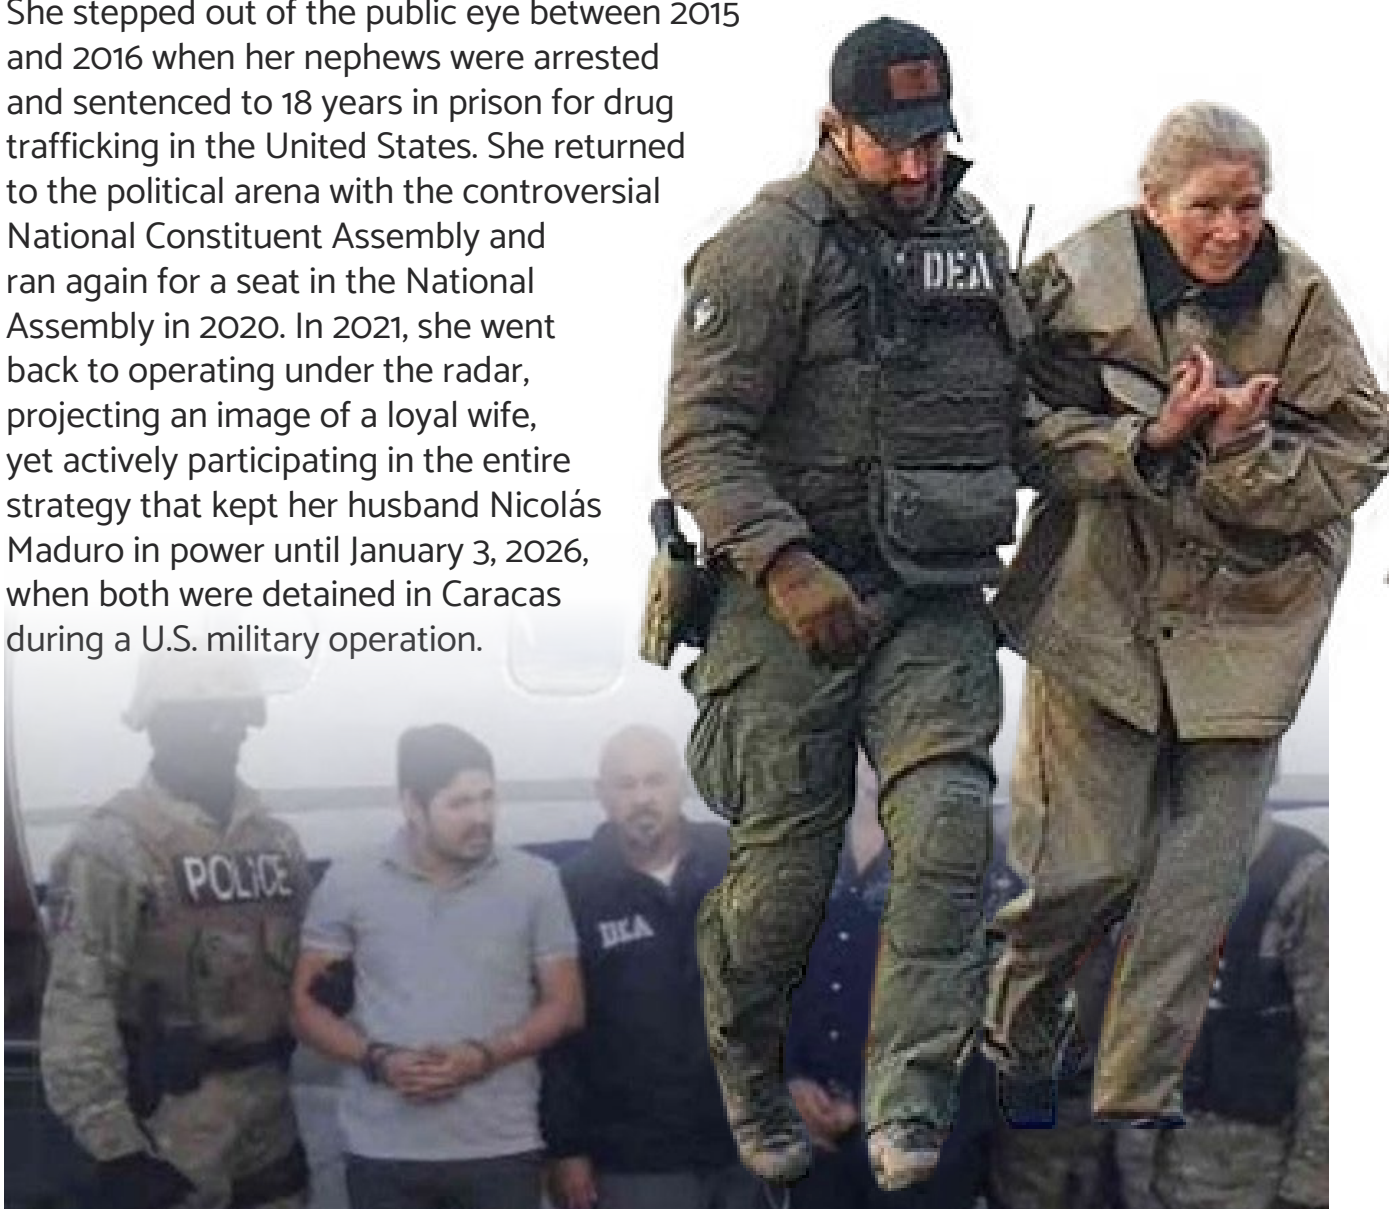 She stepped out of the public eye between 2015
and 2016 when her nephews were arrested
and sentenced to 18 years in prison for drug
trafficking in the United States. She returned
to the political arena with the controversial
National Constituent Assembly and
ran again for a seat in the National
Assembly in 2020. In 2021, she went
back to operating under the radar,
projecting an image of a loyal wife,
yet actively participating in the entire
strategy that kept her husband Nicolás
Maduro in power until January 3, 2026,
when both were detained in Caracas
during a U.S. military operation.
DEA
POLICE
DEA